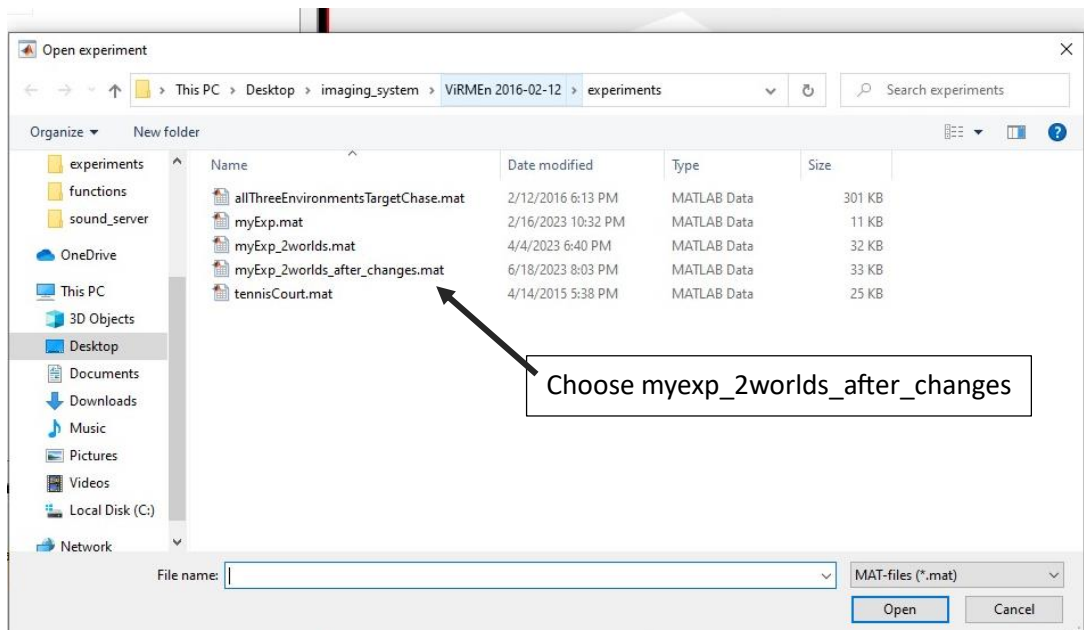 Open experiment
This PC > Desktop > imaging_system > ViRMEn 2016-02-12 > experiments
Search experiments
Organize
New folder
experiments
functions
sound_server
OneDrive
This PC
3D Objects
Desktop
Documents
Downloads
Music
Pictures
Videos
Local Disk (C:)
Network
Name Date modified Type Size
allThreeEnvironmentsTargetChase.mat 2/12/2016 6:13 PM MATLAB Data 301 KB
myExp.mat 2/16/2023 10:32 PM MATLAB Data 11 KB
myExp_2worlds.mat 4/4/2023 6:40 PM MATLAB Data 32 KB
myExp_2worlds_after_changes.mat 6/18/2023 8:03 PM MATLAB Data 33 KB
tennisCourt.mat 4/14/2015 5:38 PM MATLAB Data 25 KB
Choose myexp_2worlds_after_changes
File name:
MAT-files (*.mat)
Open Cancel